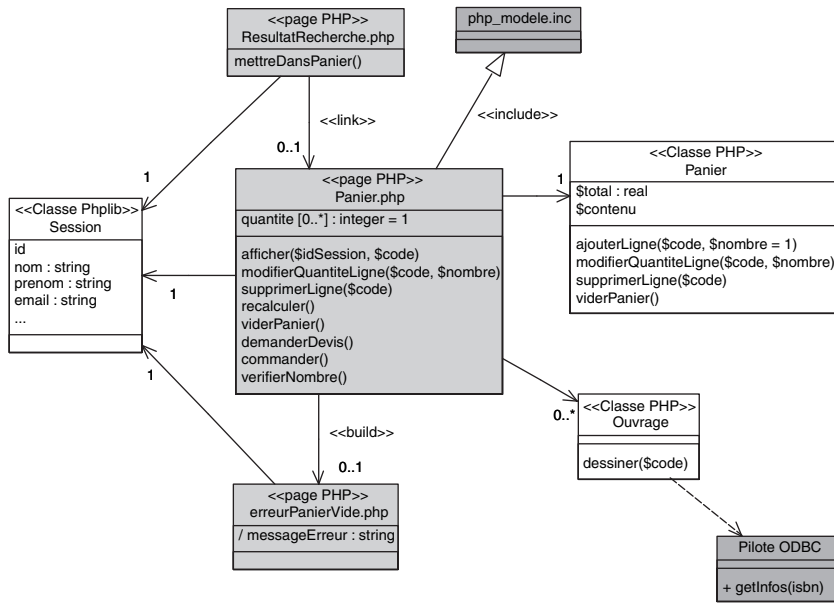 <<page PHP>>
ResultatRecherche.php
mettreDansPanier()
php_modele.inc
<<link>>
0..1
<<include>>
1
<<Classe PHP>>
Panier
$total : real
$contenu
ajouterLigne($code, $nombre = 1)
modifierQuantiteLigne($code, $nombre)
supprimerLigne($code)
viderPanier()
1
<<Classe Phplib>>
Session
id
nom : string
prenom : string
email : string
...
<<page PHP>>
Panier.php
quantite [0..*] : integer = 1
afficher($idSession, $code)
modifierQuantiteLigne($code, $nombre)
supprimerLigne($code)
recalculer()
viderPanier()
demanderDevis()
commander()
verifierNombre()
1
1
<<build>>
0..1
0..*
<<Classe PHP>>
Ouvrage
dessiner($code)
<<page PHP>>
erreurPanierVide.php
/ messageErreur : string
Pilote ODBC
+ getInfos(isbn)